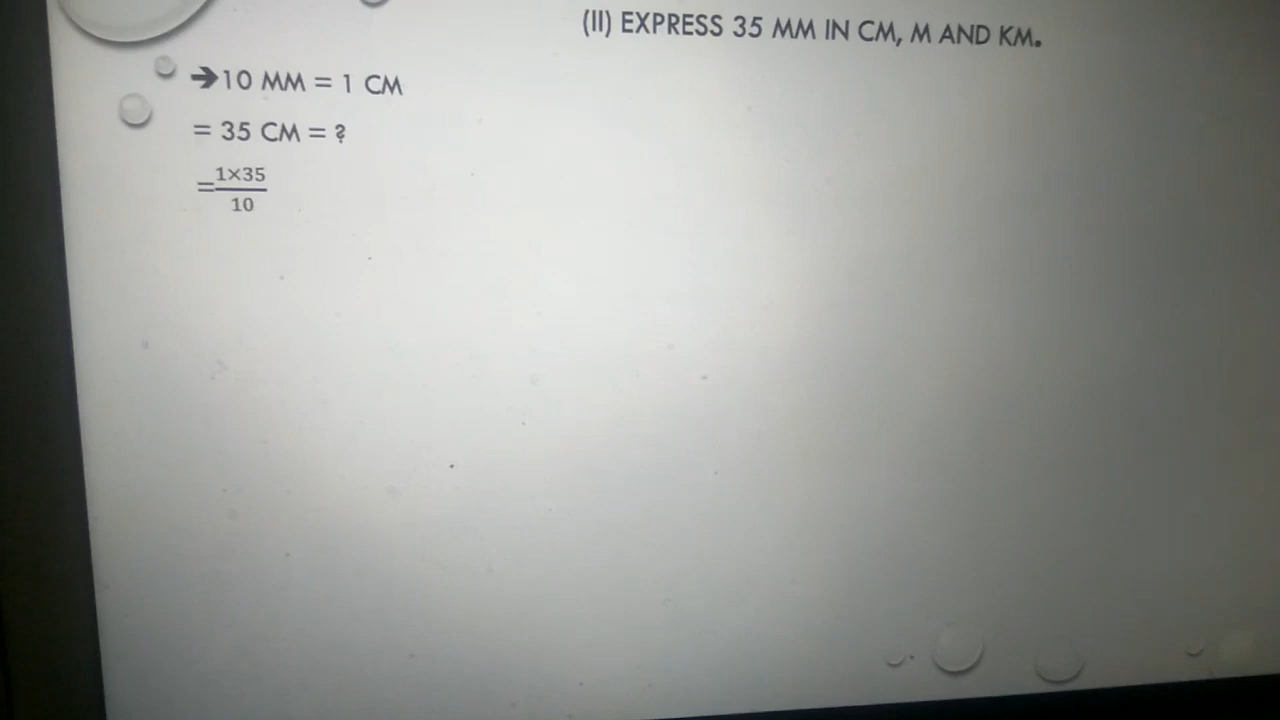 (II) EXPRESS 35 MM IN CM, M AND KM.
➔10 MM = 1 CM
= 35 CM = ?
=1×35/10